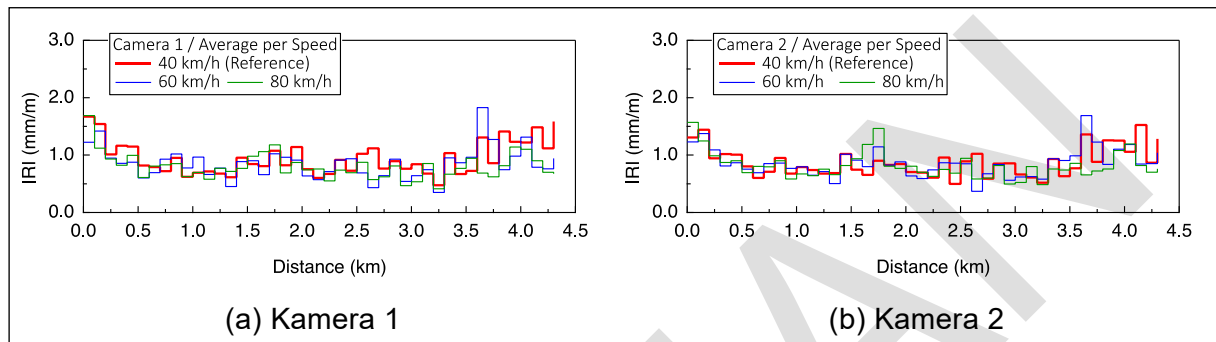 Camera 1 / Average per Speed
40 km/h (Reference)
60 km/h 80 km/h
IRI (mm/m)
3.0
2.0
1.0
0.0
0.0 0.5 1.0 1.5 2.0 2.5 3.0 3.5 4.0 4.5
Distance (km)
(a) Kamera 1
Camera 2 / Average per Speed
40 km/h (Reference)
60 km/h 80 km/h
IRI (mm/m)
3.0
2.0
1.0
0.0
0.0 0.5 1.0 1.5 2.0 2.5 3.0 3.5 4.0 4.5
Distance (km)
(b) Kamera 2